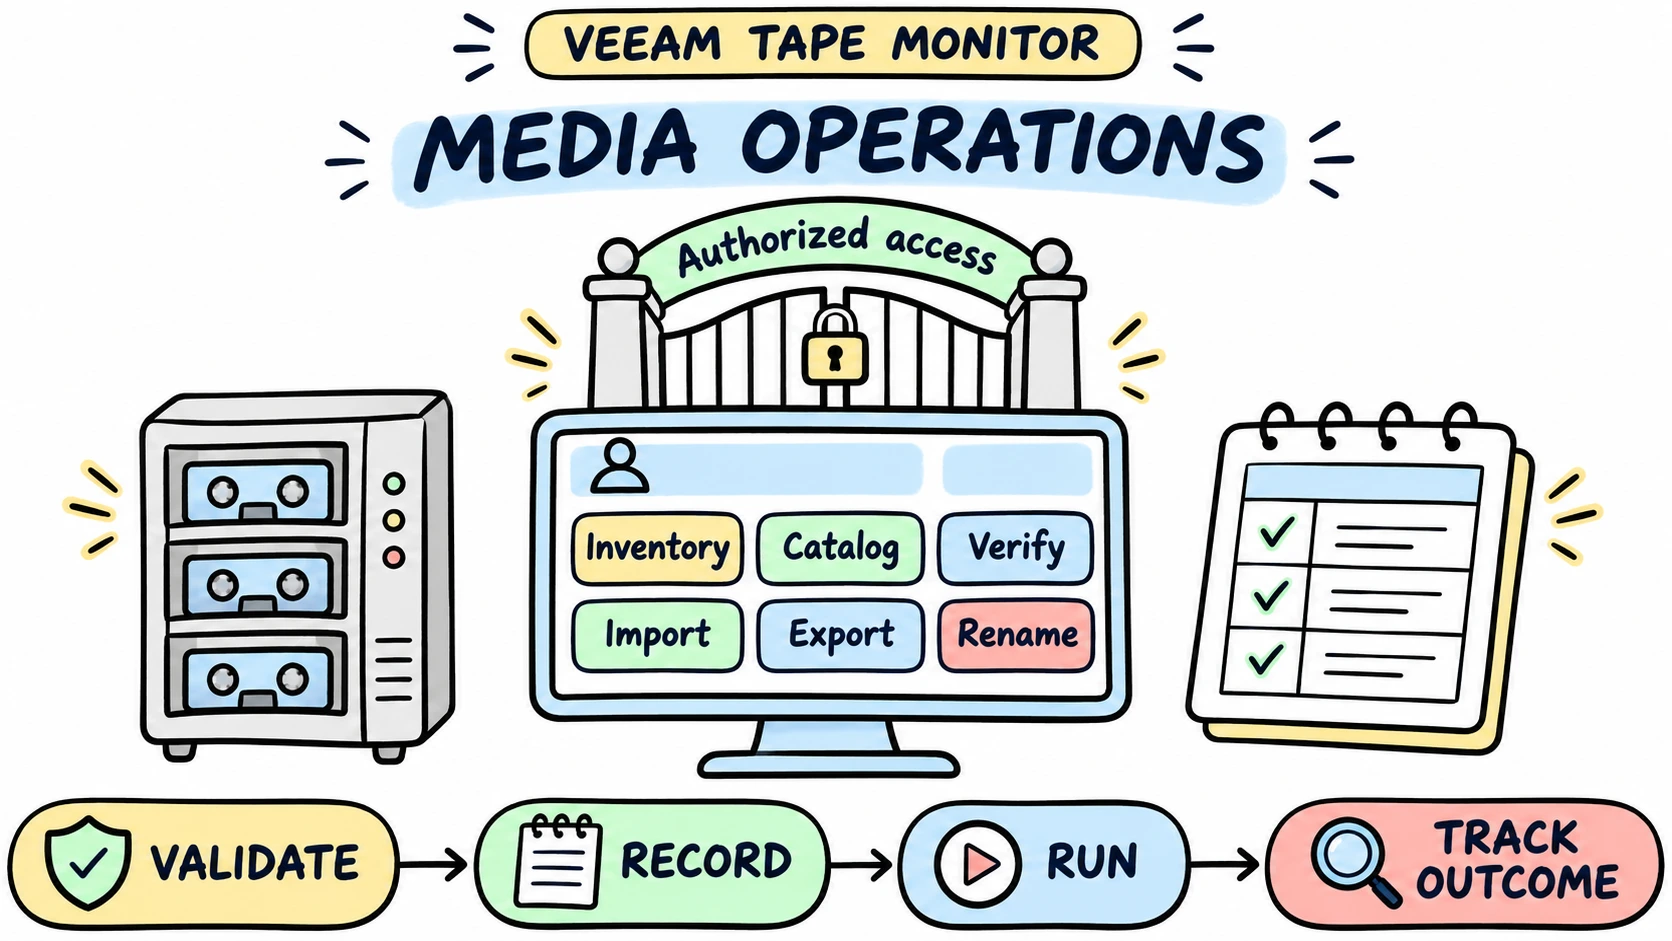 VEEAM TAPE MONITOR
MEDIA OPERATIONS
Authorized access
Inventory
Catalog
Verify
Import
Export
Rename
VALIDATE
RECORD
RUN
TRACK
OUTCOME